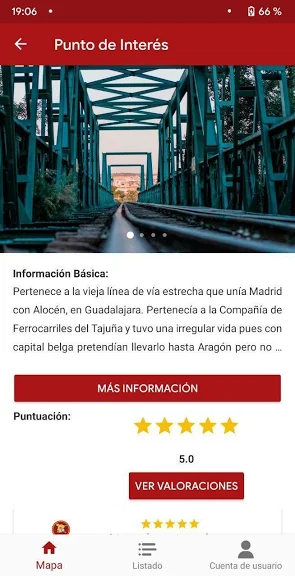 19:06
66 %
Punto de Interés
Información Básica:
Pertenece a la vieja línea de vía estrecha que unía Madrid
con Alocén, en Guadalajara. Pertenecía a la Compañía de
Ferrocarriles del Tajuña y tuvo una irregular vida pues con
capital belga pretendían llevarlo hasta Aragón pero no ...
MÁS INFORMACIÓN
Puntuación:
5.0
VER VALORACIONES
Mapa
Listado
Cuenta de usuario